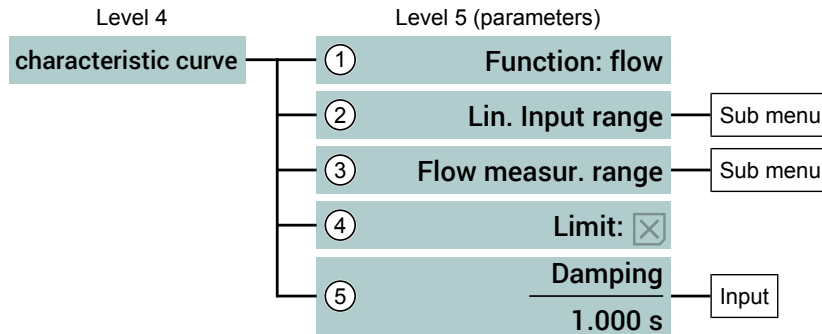 Level 4
Level 5 (parameters)
characteristic curve
1
Function: flow
2
Lin. Input range
Sub menu
3
Flow measur. range
Sub menu
4
Limit:
5
Damping
1.000 s
Input